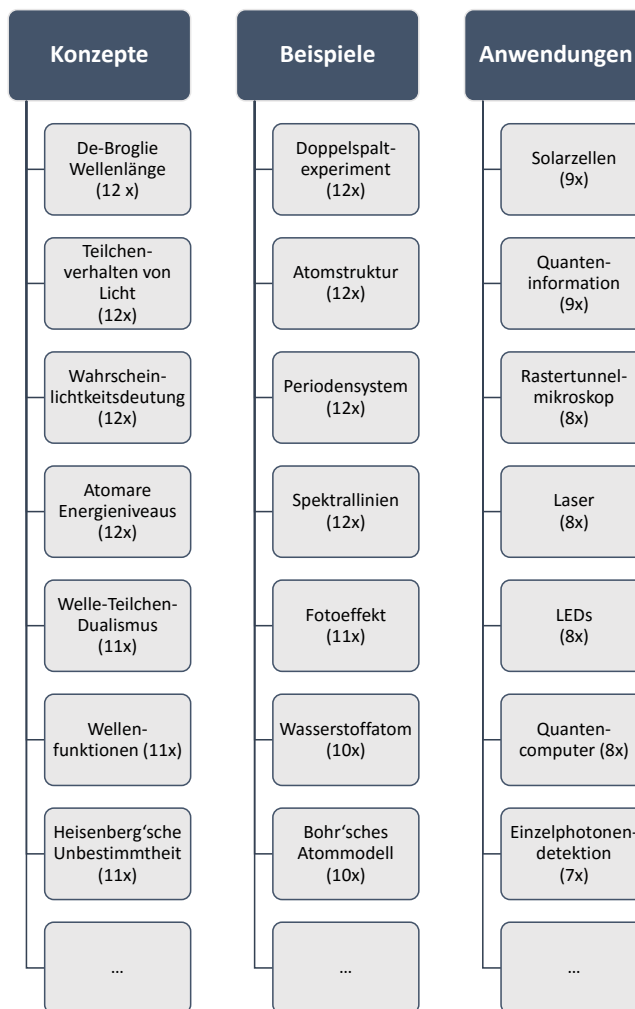 Konzepte
De-Broglie
Wellenlänge
(12 x)
Teilchen-
verhalten von
Licht
(12x)
Wahrschein-
lichtkeitsdeutung
(12x)
Atomare
Energieniveaus
(12x)
Welle-Teilchen-
Dualismus
(11x)
Wellen-
funktionen (11x)
Heisenberg‘sche
Unbestimmtheit
(11x)
...
Beispiele
Doppelspalt-
experiment
(12x)
Atomstruktur
(12x)
Periodensystem
(12x)
Spektrallinien
(12x)
Fotoeffekt
(11x)
Wasserstoffatom
(10x)
Bohr‘sches
Atommodell
(10x)
...
Anwendungen
Solarzellen
(9x)
Quanten-
information
(9x)
Rastertunnel-
mikroskop
(8x)
Laser
(8x)
LEDs
(8x)
Quanten-
computer (8x)
Einzelphotonen-
detektion
(7x)
...